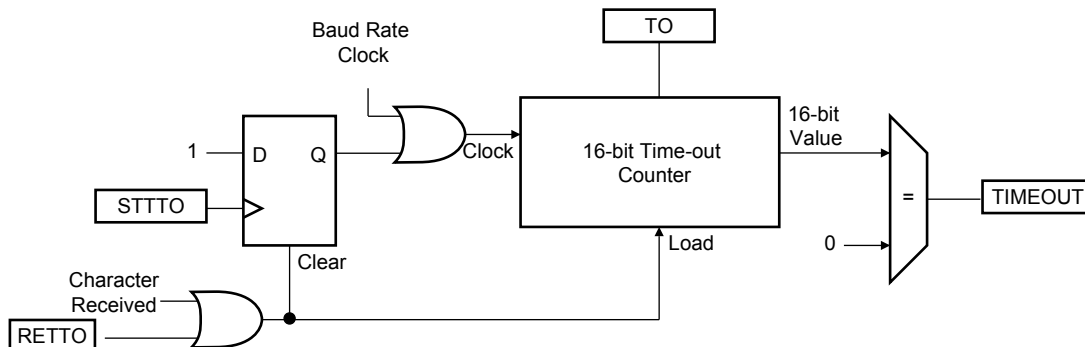 TO
Baud Rate
Clock
16-bit
Value
1
D
Q
Clock
16-bit Time-out
Counter
STTTO
=
TIMEOUT
Clear
Load
0
Character
Received
RETTO